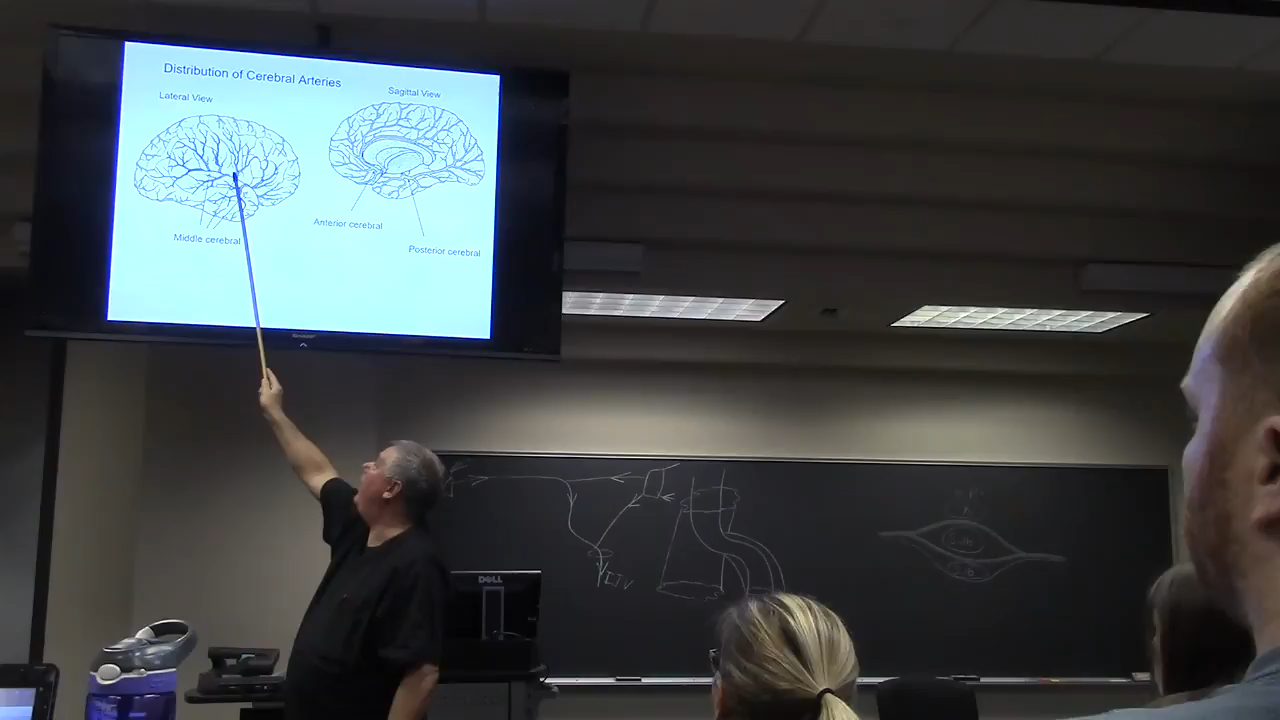 Distribution of Cerebral Arteries
Lateral View
Sagittal View
Anterior cerebral
Middle cerebral
Posterior cerebral
DELL
IJV